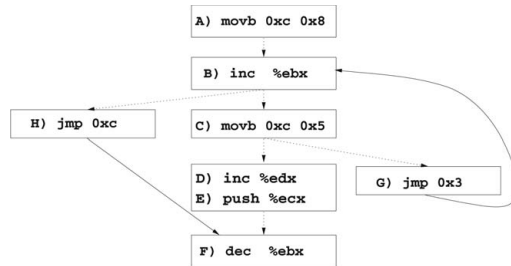 A) movb 0xc 0x8
B) inc %ebx
H) jmp 0xc
C) movb 0xc 0x5
D) inc %edx
E) push %ecx
G) jmp 0x3
F) dec %ebx